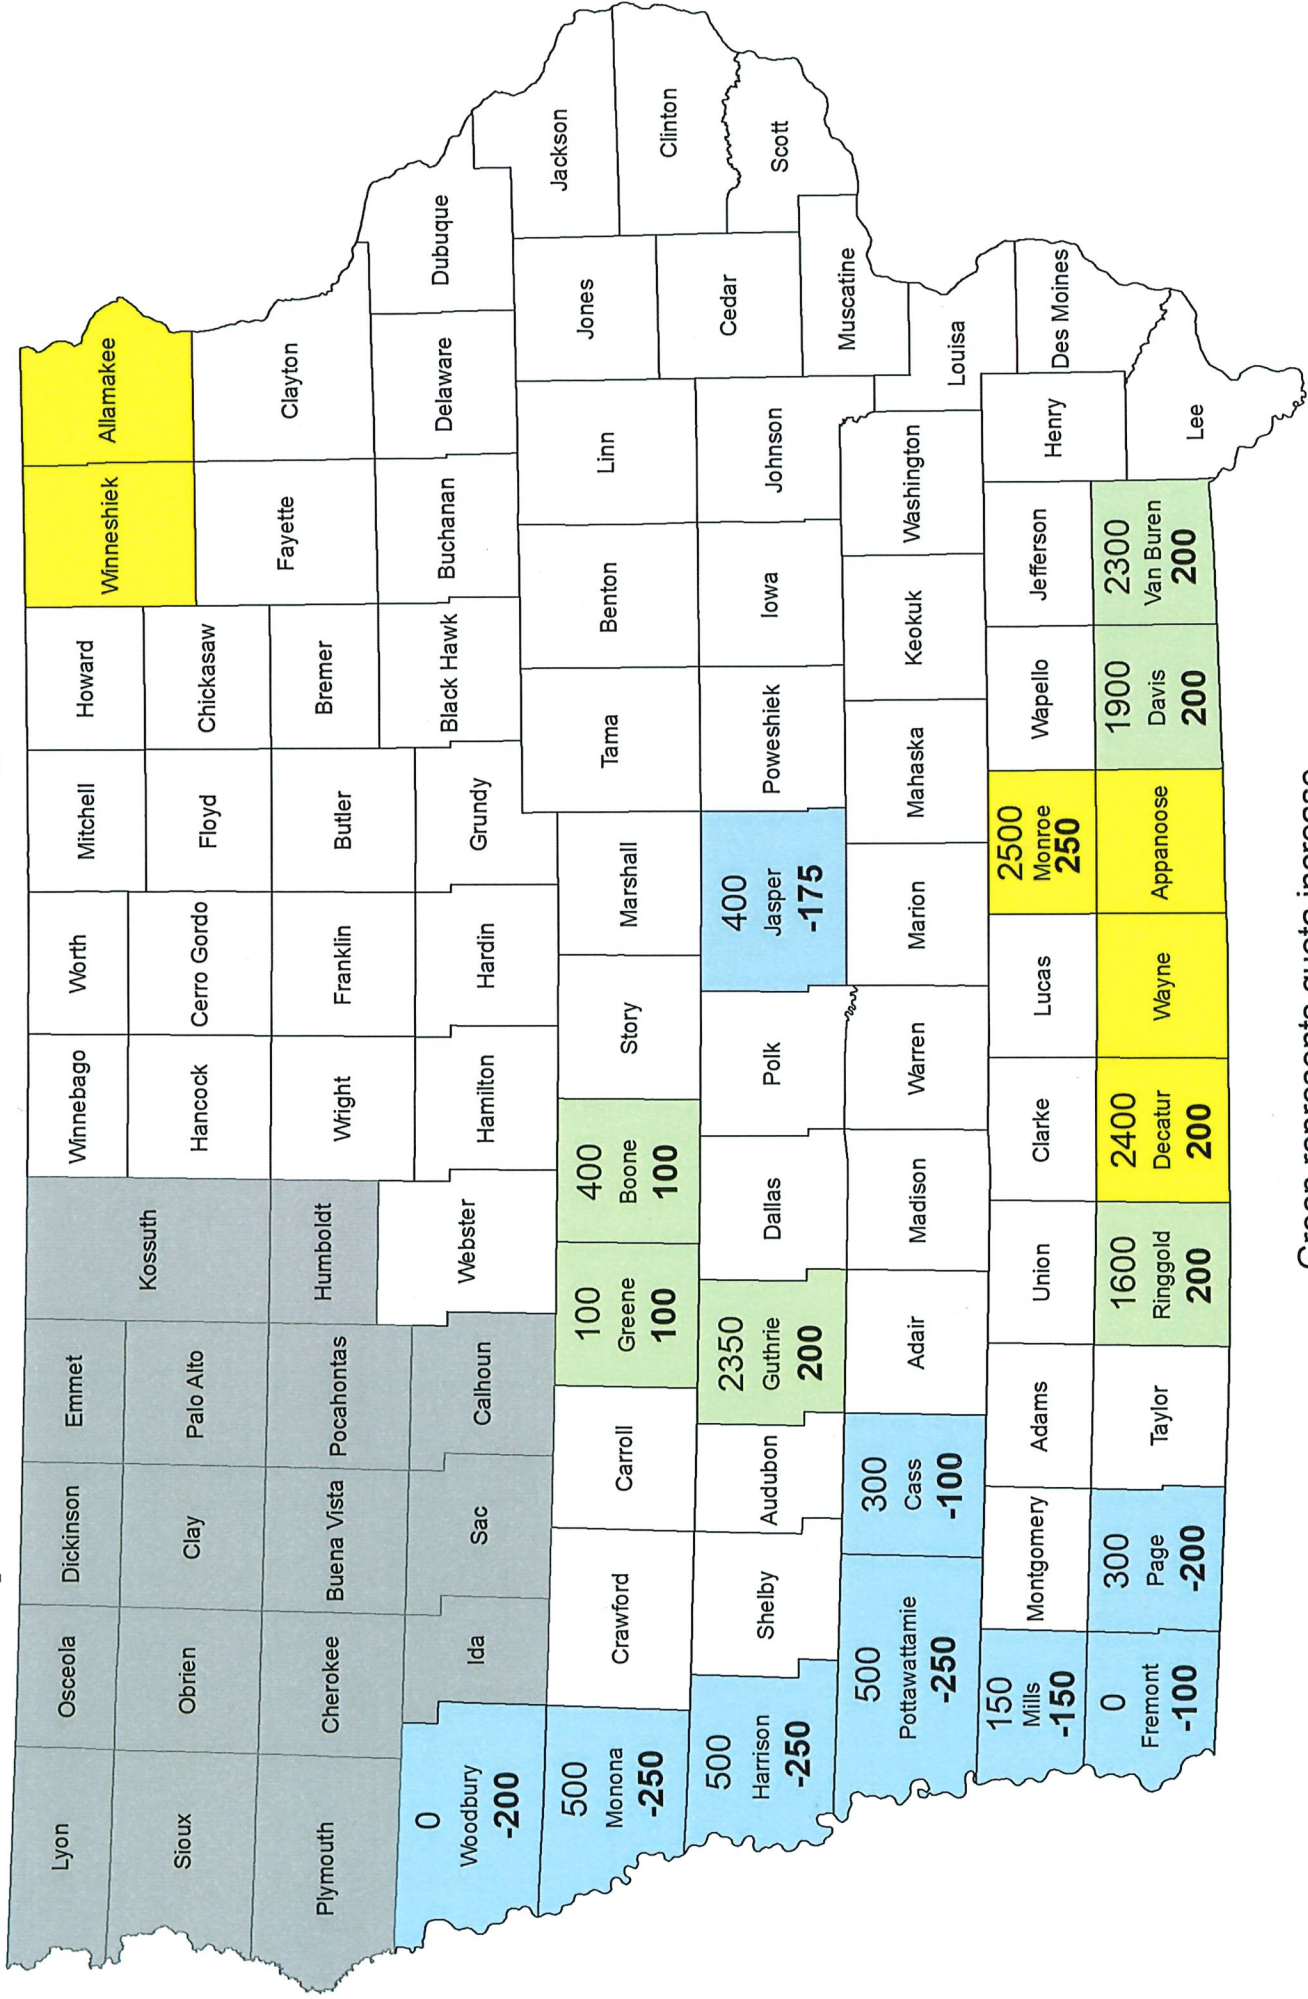 Lyon
Osceola
Dickinson
Emmet
Kossuth
Winnebago
Worth
Mitchell
Howard
Winneshiek
Allamakee
Sioux
Obrien
Clay
Palo Alto
Hancock
Cerro Gordo
Floyd
Chickasaw
Fayette
Clayton
Plymouth
Cherokee
Buena Vista
Pocahontas
Humboldt
Wright
Franklin
Butler
Bremer
0
Woodbury
-200
Ida
Sac
Calhoun
Webster
Hamilton
Hardin
Grundy
Black Hawk
Buchanan
Delaware
Dubuque
500
Monona
-250
Crawford
Carroll
100
Greene
100
400
Boone
100
Story
Marshall
Tama
Benton
Linn
Jones
Jackson
Clinton
500
Harrison
-250
Shelby
Audubon
2350
Guthrie
200
Dallas
Polk
400
Jasper
-175
Poweshiek
Iowa
Johnson
Cedar
Scott
500
Pottawattamie
-250
300
Cass
-100
Adair
Madison
Warren
Marion
Mahaska
Keokuk
Washington
Muscatine
Louisa
150
Mills
-150
Montgomery
Adams
Union
Clarke
Lucas
2500
Monroe
250
Wapello
Jefferson
Henry
Des Moines
0
Fremont
-100
300
Page
-200
Taylor
1600
Ringgold
200
2400
Decatur
200
Wayne
Appanoose
1900
Davis
200
2300
Van Buren
200
Lee
Green represents quota increase